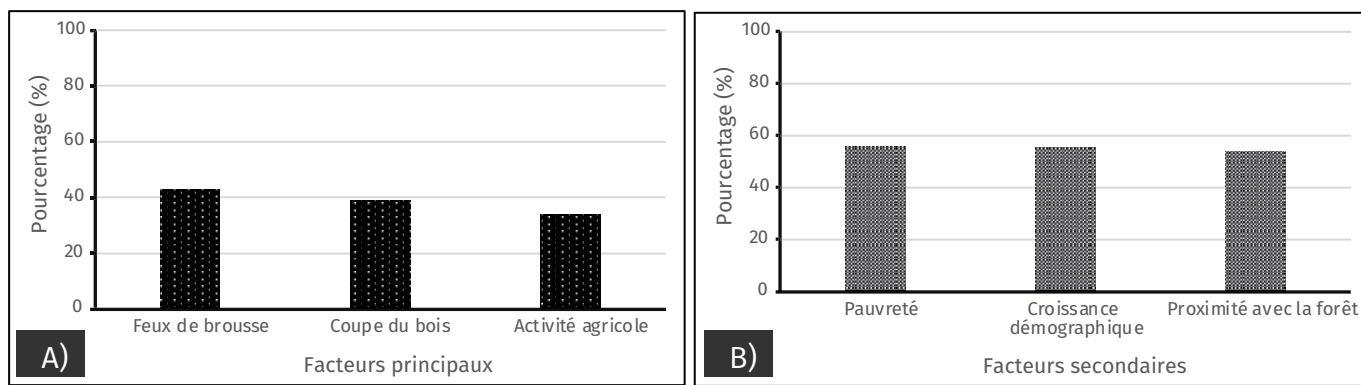 100
80
60
40
20
0
Pourcentage (%)
Feux de brousse
Coupe du bois
Activité agricole
Facteurs principaux
A)
100
80
60
40
20
0
Pourcentage (%)
Pauvreté
Croissance
démographique
Proximité avec la forêt
Facteurs secondaires
B)